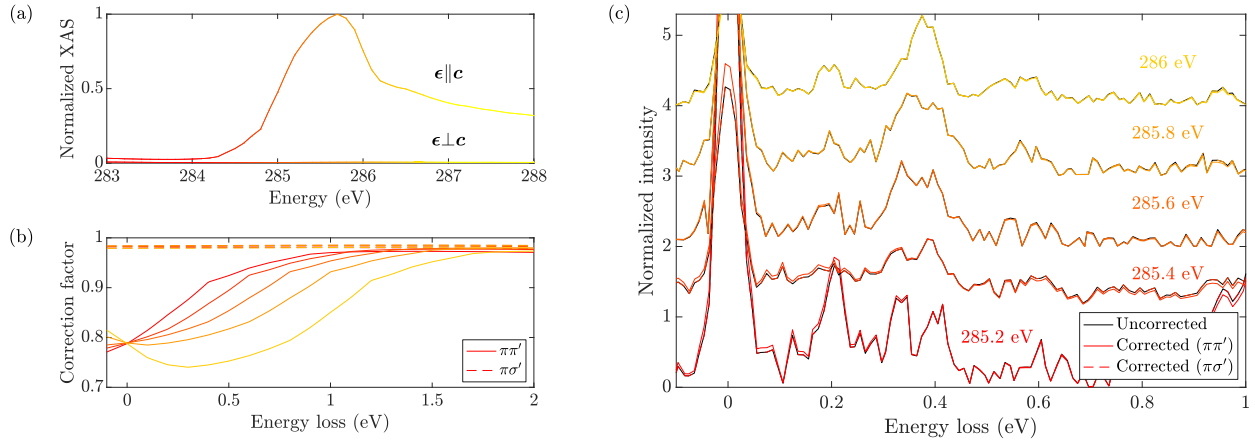 (a)
1
0.5
0
Normalized XAS
ϵ∥c
ϵ⊥c
283
284
285
286
287
288
Energy (eV)
(b)
1
0.9
0.8
0.7
Correction factor
ππ′
πσ′
0
0.5
1
1.5
2
Energy loss (eV)
(c)
5
4
3
2
1
0
Normalized intensity
286 eV
285.8 eV
285.6 eV
285.4 eV
285.2 eV
Uncorrected
Corrected (ππ′)
Corrected (πσ′)
0
0.2
0.4
0.6
0.8
1
Energy loss (eV)